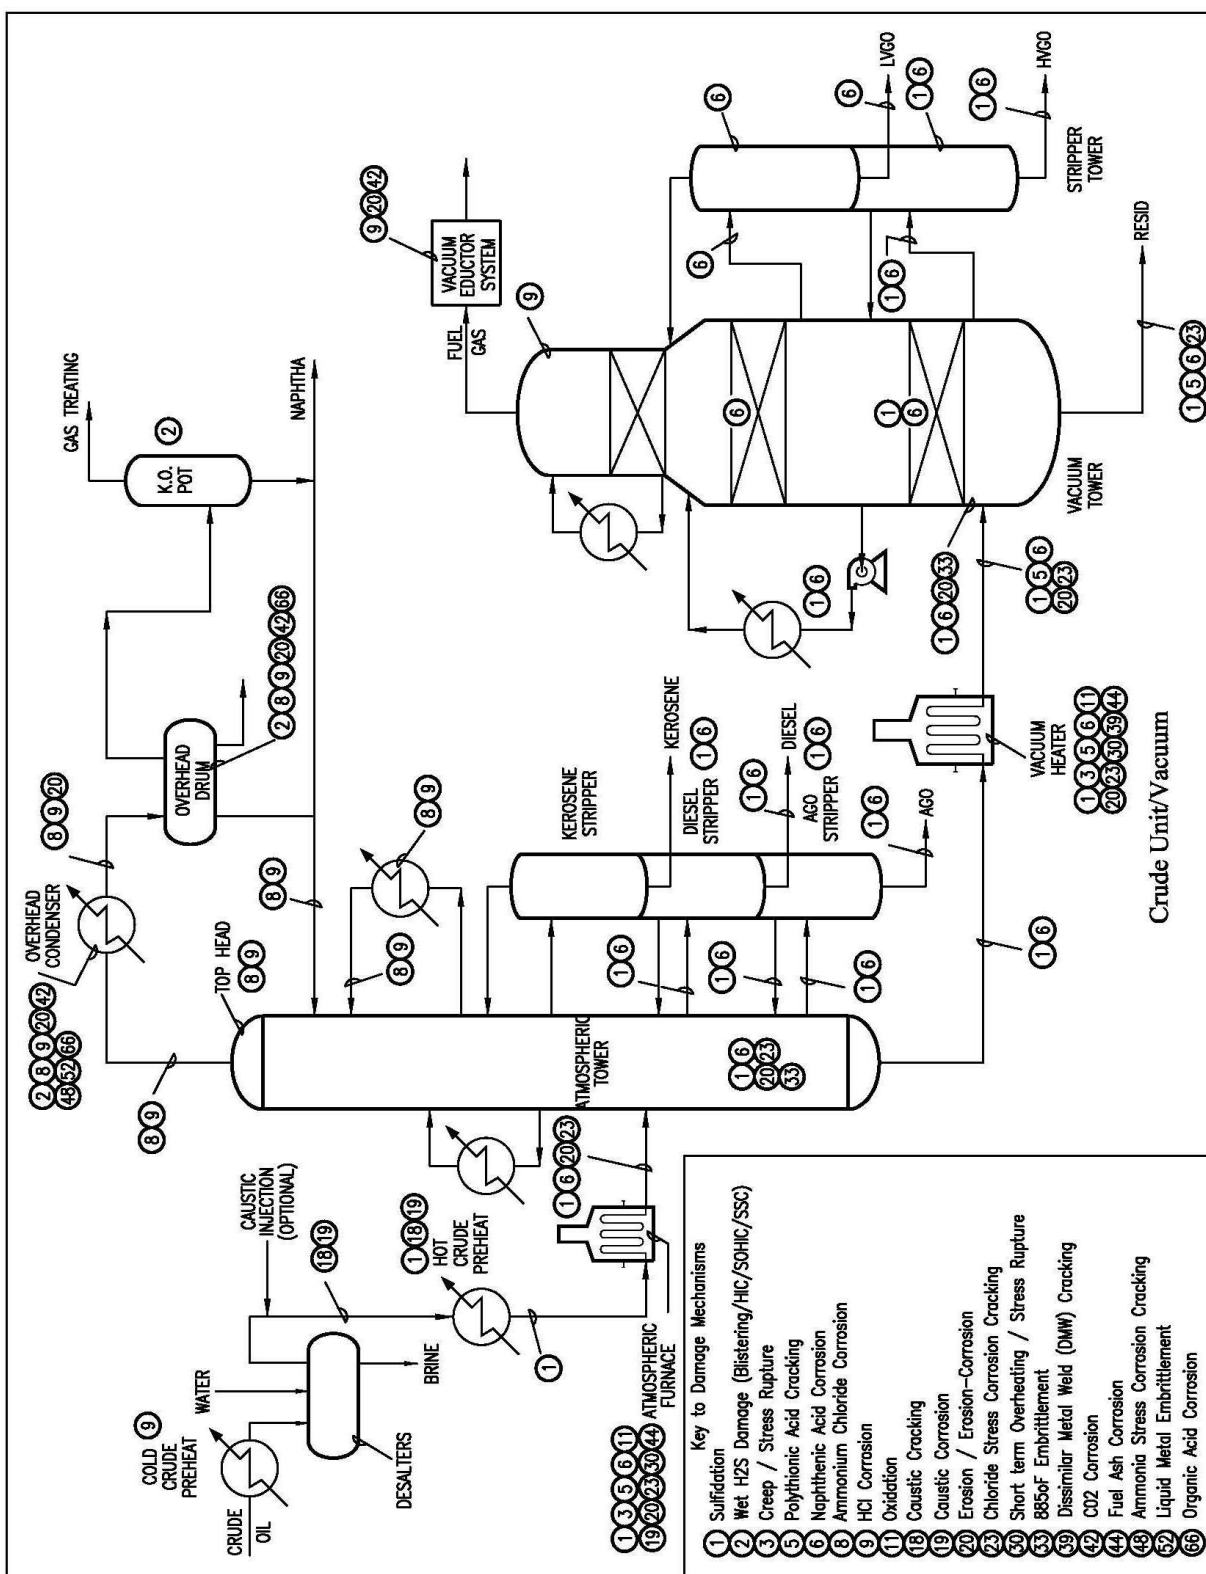 COLD
CRUDE
PREHEAT
9
CRUDE
OIL
WATER
DESALTERS
BRINE
CAUSTIC
INJECTION
(OPTIONAL)
18 19
1 18 19
HOT
CRUDE
PREHEAT
1
1 3 5 6 11
19 20 23 30 44 ATMOSPHERIC
FURNACE
1 6 20 23
8 9
2 8 9 20 42
48 52 66
OVERHEAD
CONDENSER
TOP HEAD
8 9
8 9
8 9 20
OVERHEAD
DRUM
2 8 9 20 42 66
GAS TREATING
K.O.
POT
2
NAPHTHA
ATMOSPHERIC
TOWER
1 6
20 23
33
8 9
8 9
KEROSENE
STRIPPER
KEROSENE
1 6
DIESEL
STRIPPER
1 6
DIESEL
1 6
AGO
STRIPPER
1 6
AGO
1 6
1 6
1 6
1 6
VACUUM
HEATER
1 3 5 6 11
20 23 30 39 44
1 5 6
20 23
1 6 20 33
1 6
FUEL
GAS
VACUUM
EDUCTOR
SYSTEM
9 20 42
9
6
1
6
VACUUM
TOWER
6
1 6
6
6
LVGO
1 6
1 6
HVGO
STRIPPER
TOWER
RESID
1 5 6 23
Crude Unit/Vacuum
Key to Damage Mechanisms
1 Sulfidation
2 Wet H2S Damage (Blistering/HIC/SOHIC/SSC)
3 Creep / Stress Rupture
5 Polythionic Acid Cracking
6 Naphthenic Acid Corrosion
8 Ammonium Chloride Corrosion
9 HCl Corrosion
11 Oxidation
18 Caustic Cracking
19 Caustic Corrosion
20 Erosion / Erosion-Corrosion
23 Chloride Stress Corrosion Cracking
30 Short term Overheating / Stress Rupture
33 885oF Embrittlement
39 Dissimilar Metal Weld (DMW) Cracking
42 CO2 Corrosion
44 Fuel Ash Corrosion
48 Ammonia Stress Corrosion Cracking
52 Liquid Metal Embrittlement
66 Organic Acid Corrosion